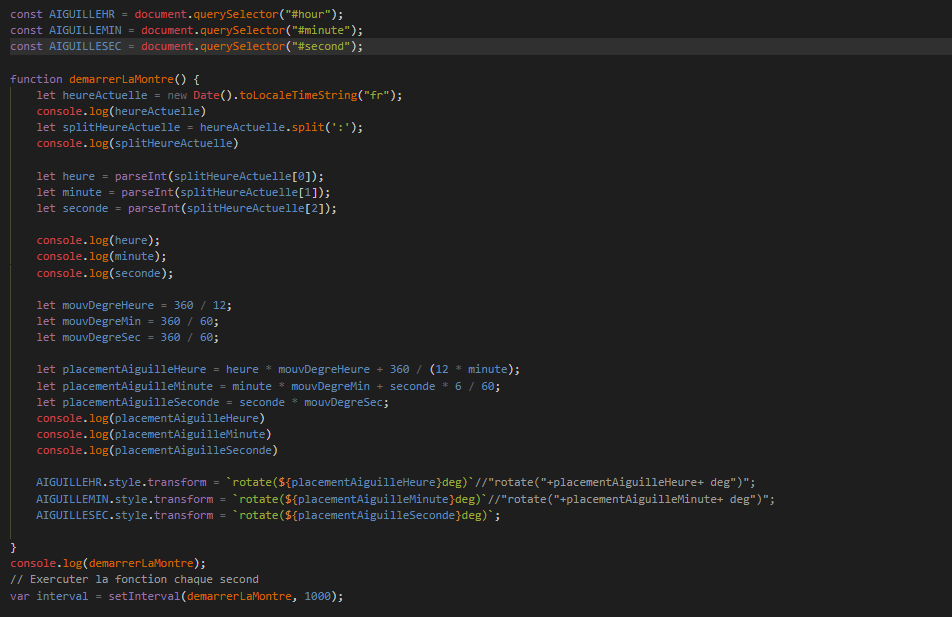 const AIGUILLEHR = document.querySelector("#hour");
const AIGUILLEMIN = document.querySelector("#minute");
const AIGUILLESEC = document.querySelector("#second");
function demarrerLaMontre() {
let heureActuelle = new Date().toLocaleTimeString("fr");
console.log(heureActuelle)
let splitHeureActuelle = heureActuelle.split(':');
console.log(splitHeureActuelle)
let heure = parseInt(splitHeureActuelle[0]);
let minute = parseInt(splitHeureActuelle[1]);
let seconde = parseInt(splitHeureActuelle[2]);
console.log(heure);
console.log(minute);
console.log(seconde);
let mouvDegreHeure = 360 / 12;
let mouvDegreMin = 360 / 60;
let mouvDegreSec = 360 / 60;
let placementAiguilleHeure = heure * mouvDegreHeure + 360 / (12 * minute);
let placementAiguilleMinute = minute * mouvDegreMin + seconde * 6 / 60;
let placementAiguilleSeconde = seconde * mouvDegreSec;
console.log(placementAiguilleHeure)
console.log(placementAiguilleMinute)
console.log(placementAiguilleSeconde)
AIGUILLEHR.style.transform = `rotate(${placementAiguilleHeure}deg)`//"rotate("+placementAiguilleHeure+ deg")";
AIGUILLEMIN.style.transform = `rotate(${placementAiguilleMinute}deg)`//"rotate("+placementAiguilleMinute+ deg")";
AIGUILLESEC.style.transform = `rotate(${placementAiguilleSeconde}deg)`;
}
console.log(demarrerLaMontre);
// Exercuter la fonction chaque second
var interval = setInterval(demarrerLaMontre, 1000);